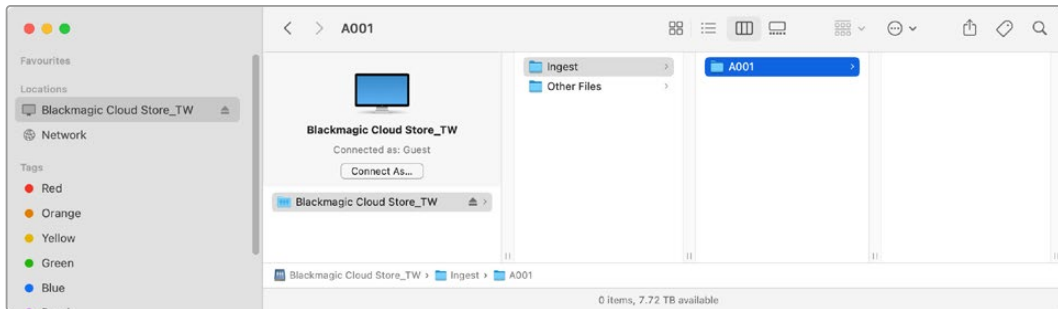 A001
Favourites
Locations
Blackmagic Cloud Store_TW
Network
Tags
Red
Orange
Yellow
Green
Blue
Blackmagic Cloud Store_TW
Connected as: Guest
Connect As...
Blackmagic Cloud Store_TW
Ingest
Other Files
A001
Blackmagic Cloud Store_TW › Ingest › A001
0 items, 7.72 TB available